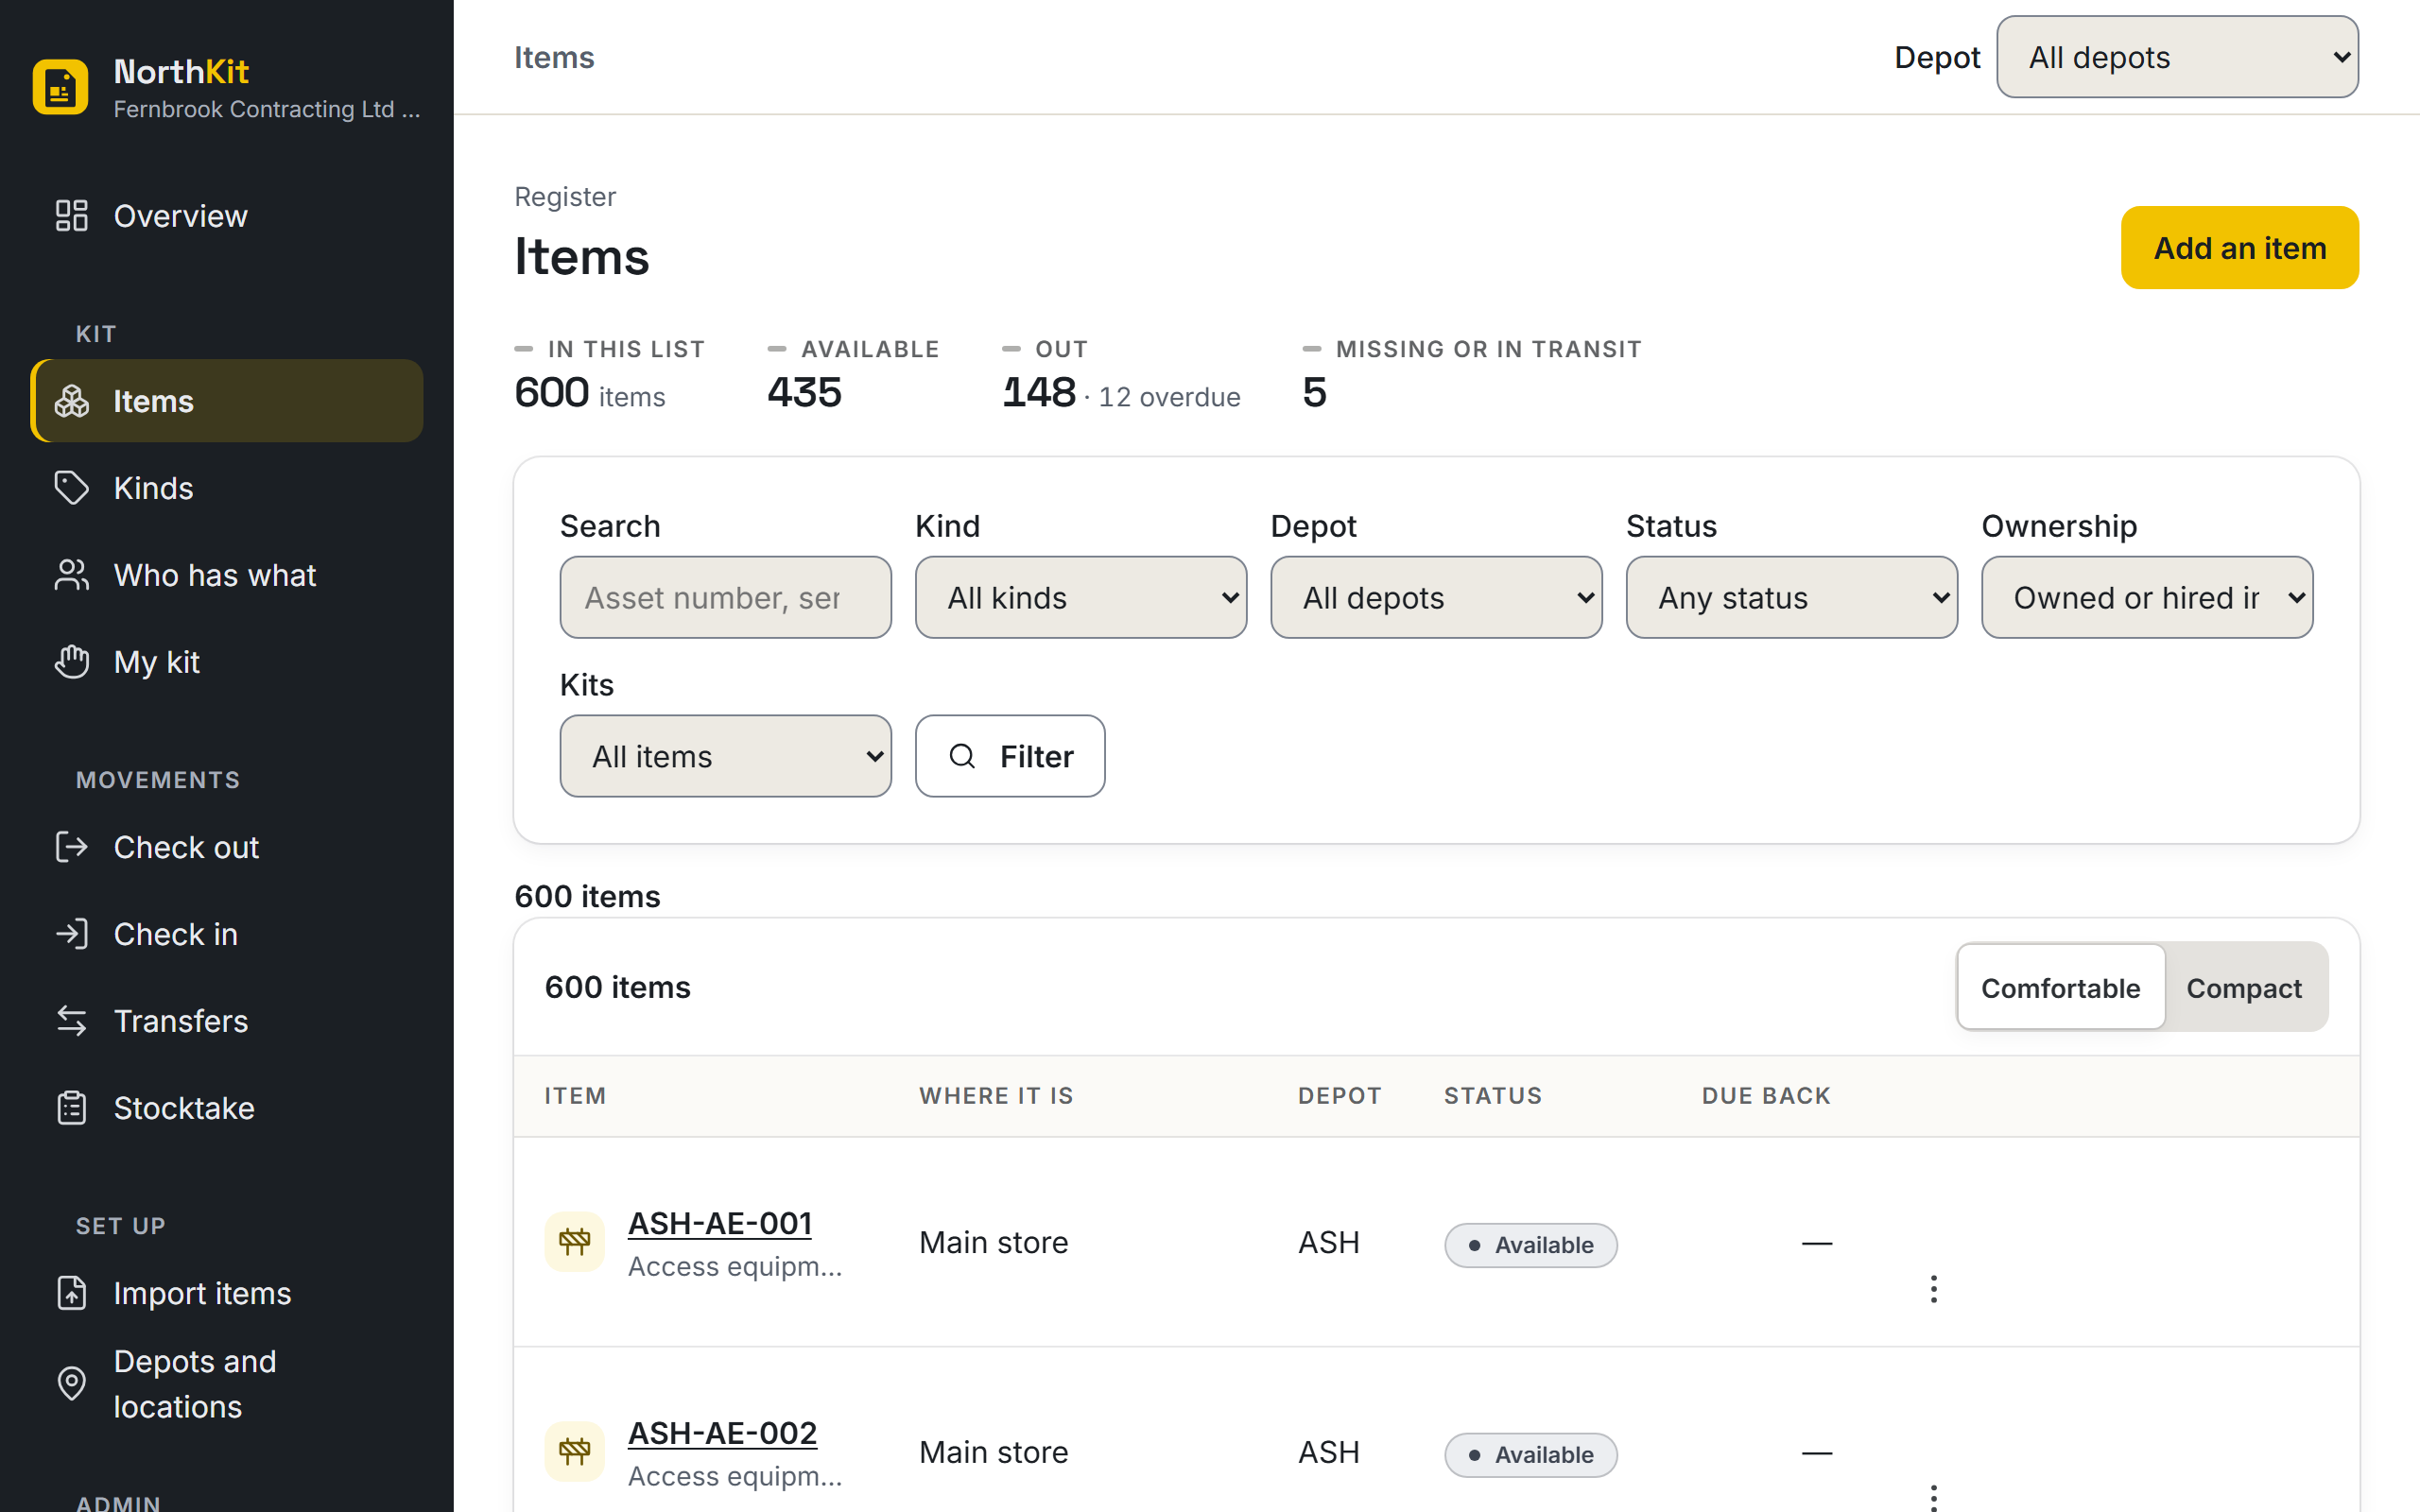 NorthKit
Fernbrook Contracting Ltd ...
Overview
KIT
Items
Kinds
Who has what
My kit
MOVEMENTS
Check out
Check in
Transfers
Stocktake
SET UP
Import items
Depots and
locations
ADMIN
Items
Depot All depots
Register
Items
Add an item
IN THIS LIST AVAILABLE OUT MISSING OR IN TRANSIT
600 items 435 148 · 12 overdue 5
Search Kind Depot Status Ownership
Asset number, ser All kinds All depots Any status Owned or hired in
Kits
All items Filter
600 items
600 items Comfortable Compact
ITEM WHERE IT IS DEPOT STATUS DUE BACK
ASH-AE-001
Access equipm... Main store ASH Available —
ASH-AE-002
Access equipm... Main store ASH Available —